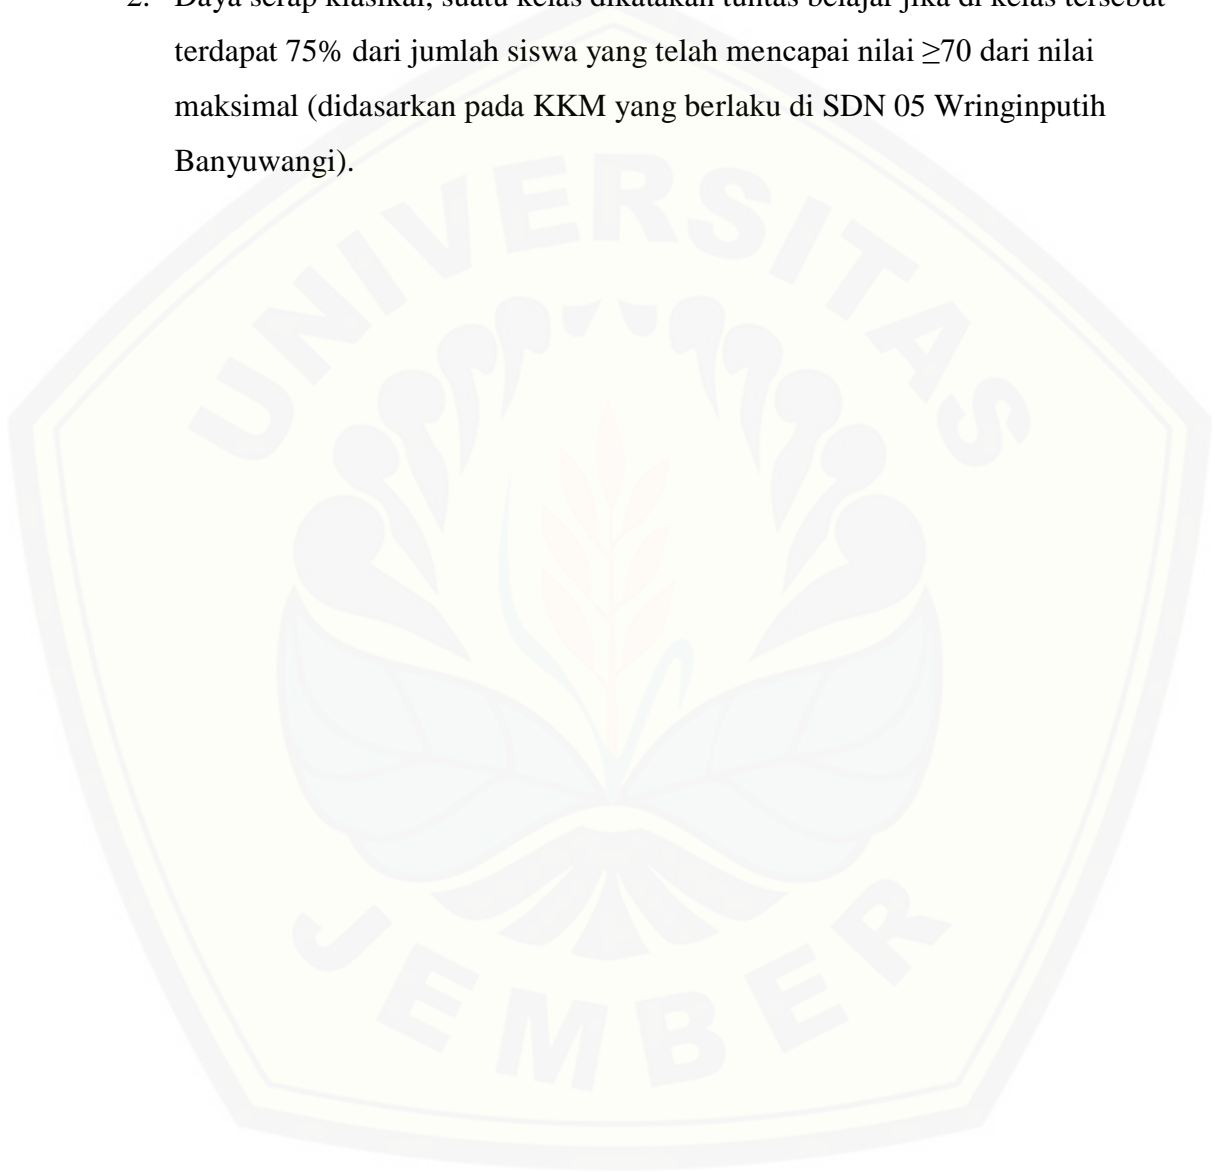 2. Daya serap klasikal, suatu kelas dikatakan tuntas belajar jika di kelas tersebut
terdapat 75% dari jumlah siswa yang telah mencapai nilai ≥70 dari nilai
maksimal (didasarkan pada KKM yang berlaku di SDN 05 Wringinputih
Banyuwangi).
UNIVERSITAS
JEMBER